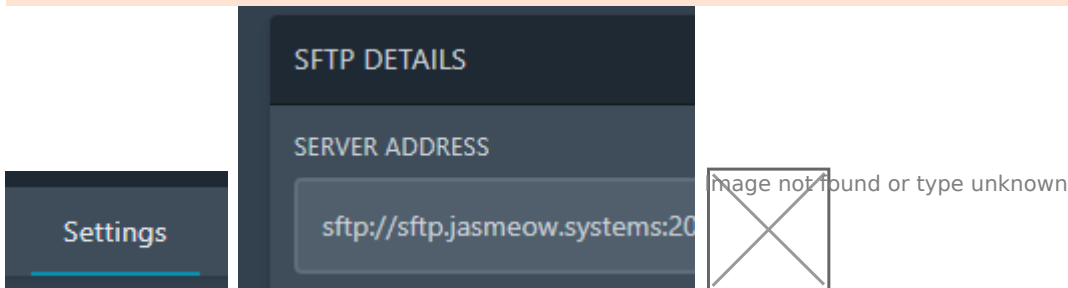 SFTP DETAILS
SERVER ADDRESS
sftp://sftp.jasmeow.systems:20
Settings
Image not found or type unknown